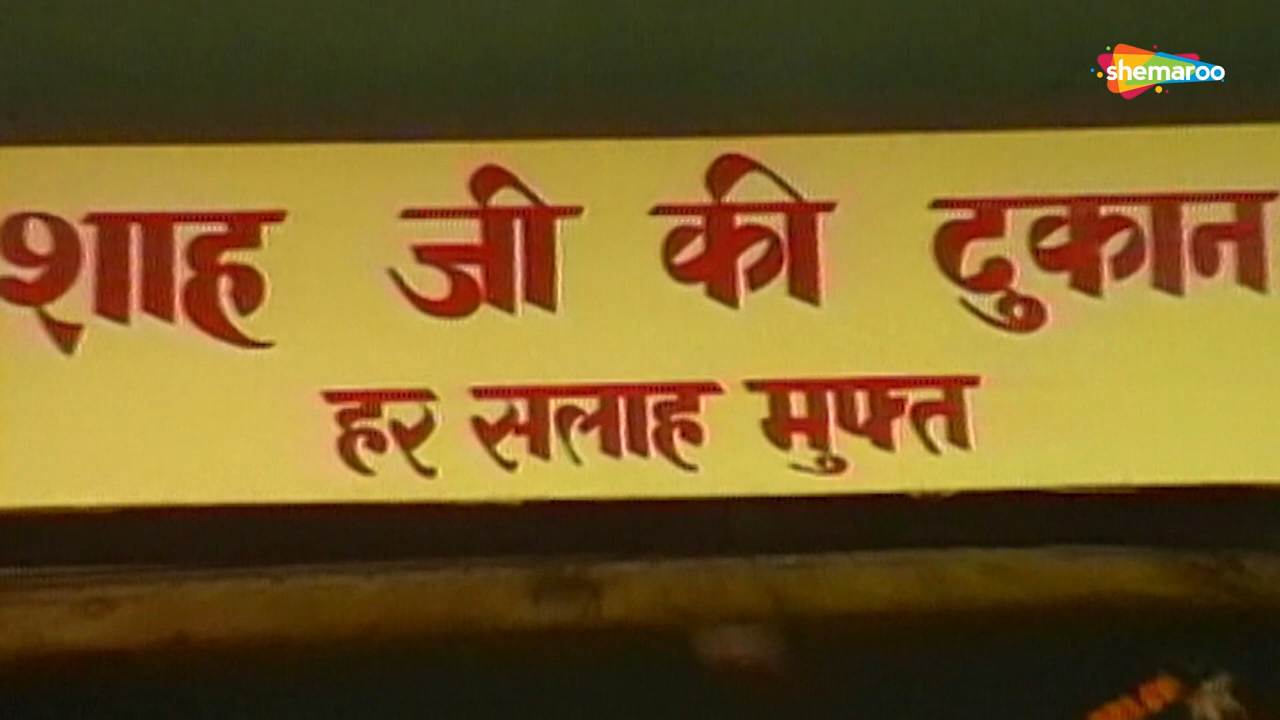 shemaroo
शाह जी की दुकान
हर सलाह मुफ्त